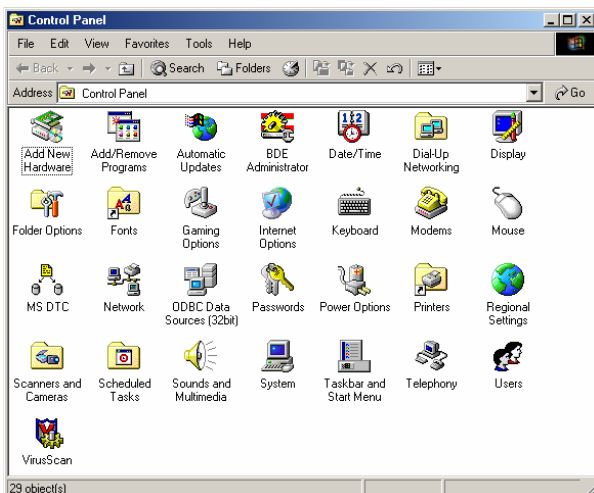 Control Panel
File Edit View Favorites Tools Help
Back Search Folders
Address Control Panel Go
Add New Add/Remove Automatic BDE Date/Time Dial-Up Display
Hardware Programs Updates Administrator Networking
Folder Options Fonts Gaming Internet Keyboard Modems Mouse
Options Options
MS DTC Network ODBC Data Passwords Power Options Printers Regional
Sources (32bit) Settings
Scanners and Scheduled Sounds and System Taskbar and Telephony Users
Cameras Tasks Multimedia Start Menu
VirusScan
29 object(s)